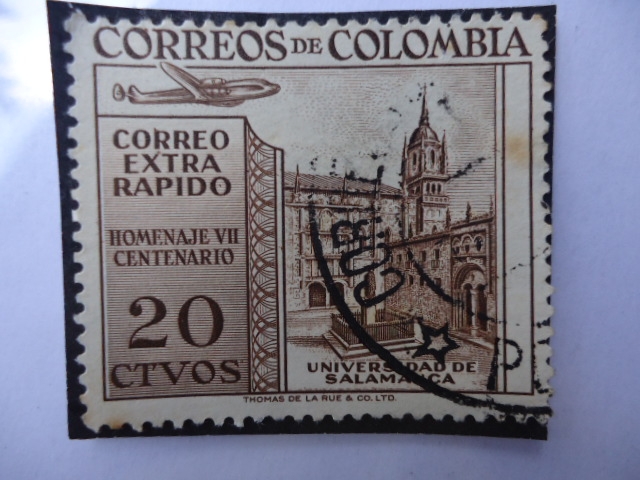 CORREOS DE COLOMBIA
CORREO
EXTRA
RAPIDO
HOMENAJE VII
CENTENARIO
20
CTVOS
UNIVERSIDAD DE
SALAMANCA
THOMAS DE LA RUE & CO. LTD.